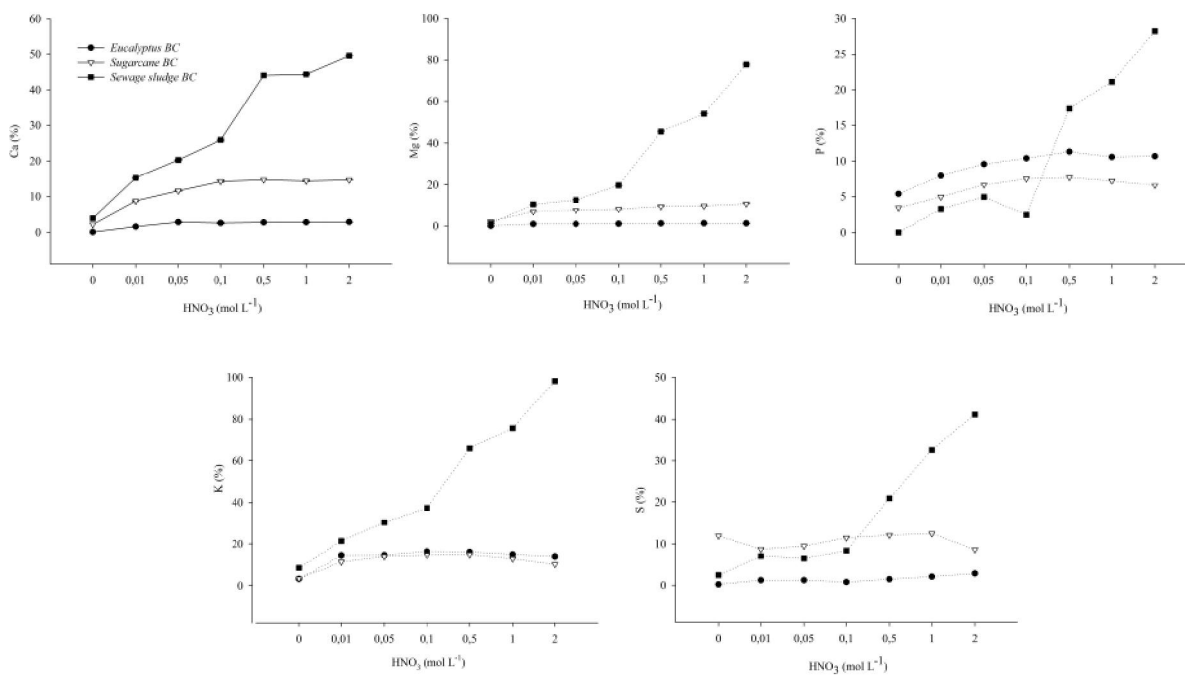 60
50
40
30
20
10
0
Ca (%)
Eucalyptus BC
Sugarcane BC
Sewage sludge BC
0 0,01 0,05 0,1 0,5 1 2
HNO3 (mol L-1)
100
80
60
40
20
0
Mg (%)
0 0,01 0,05 0,1 0,5 1 2
HNO3 (mol L-1)
30
25
20
15
10
5
0
P (%)
0 0,01 0,05 0,1 0,5 1 2
HNO3 (mol L-1)
100
80
60
40
20
0
K (%)
0 0,01 0,05 0,1 0,5 1 2
HNO3 (mol L-1)
50
40
30
20
10
0
S (%)
0 0,01 0,05 0,1 0,5 1 2
HNO3 (mol L-1)